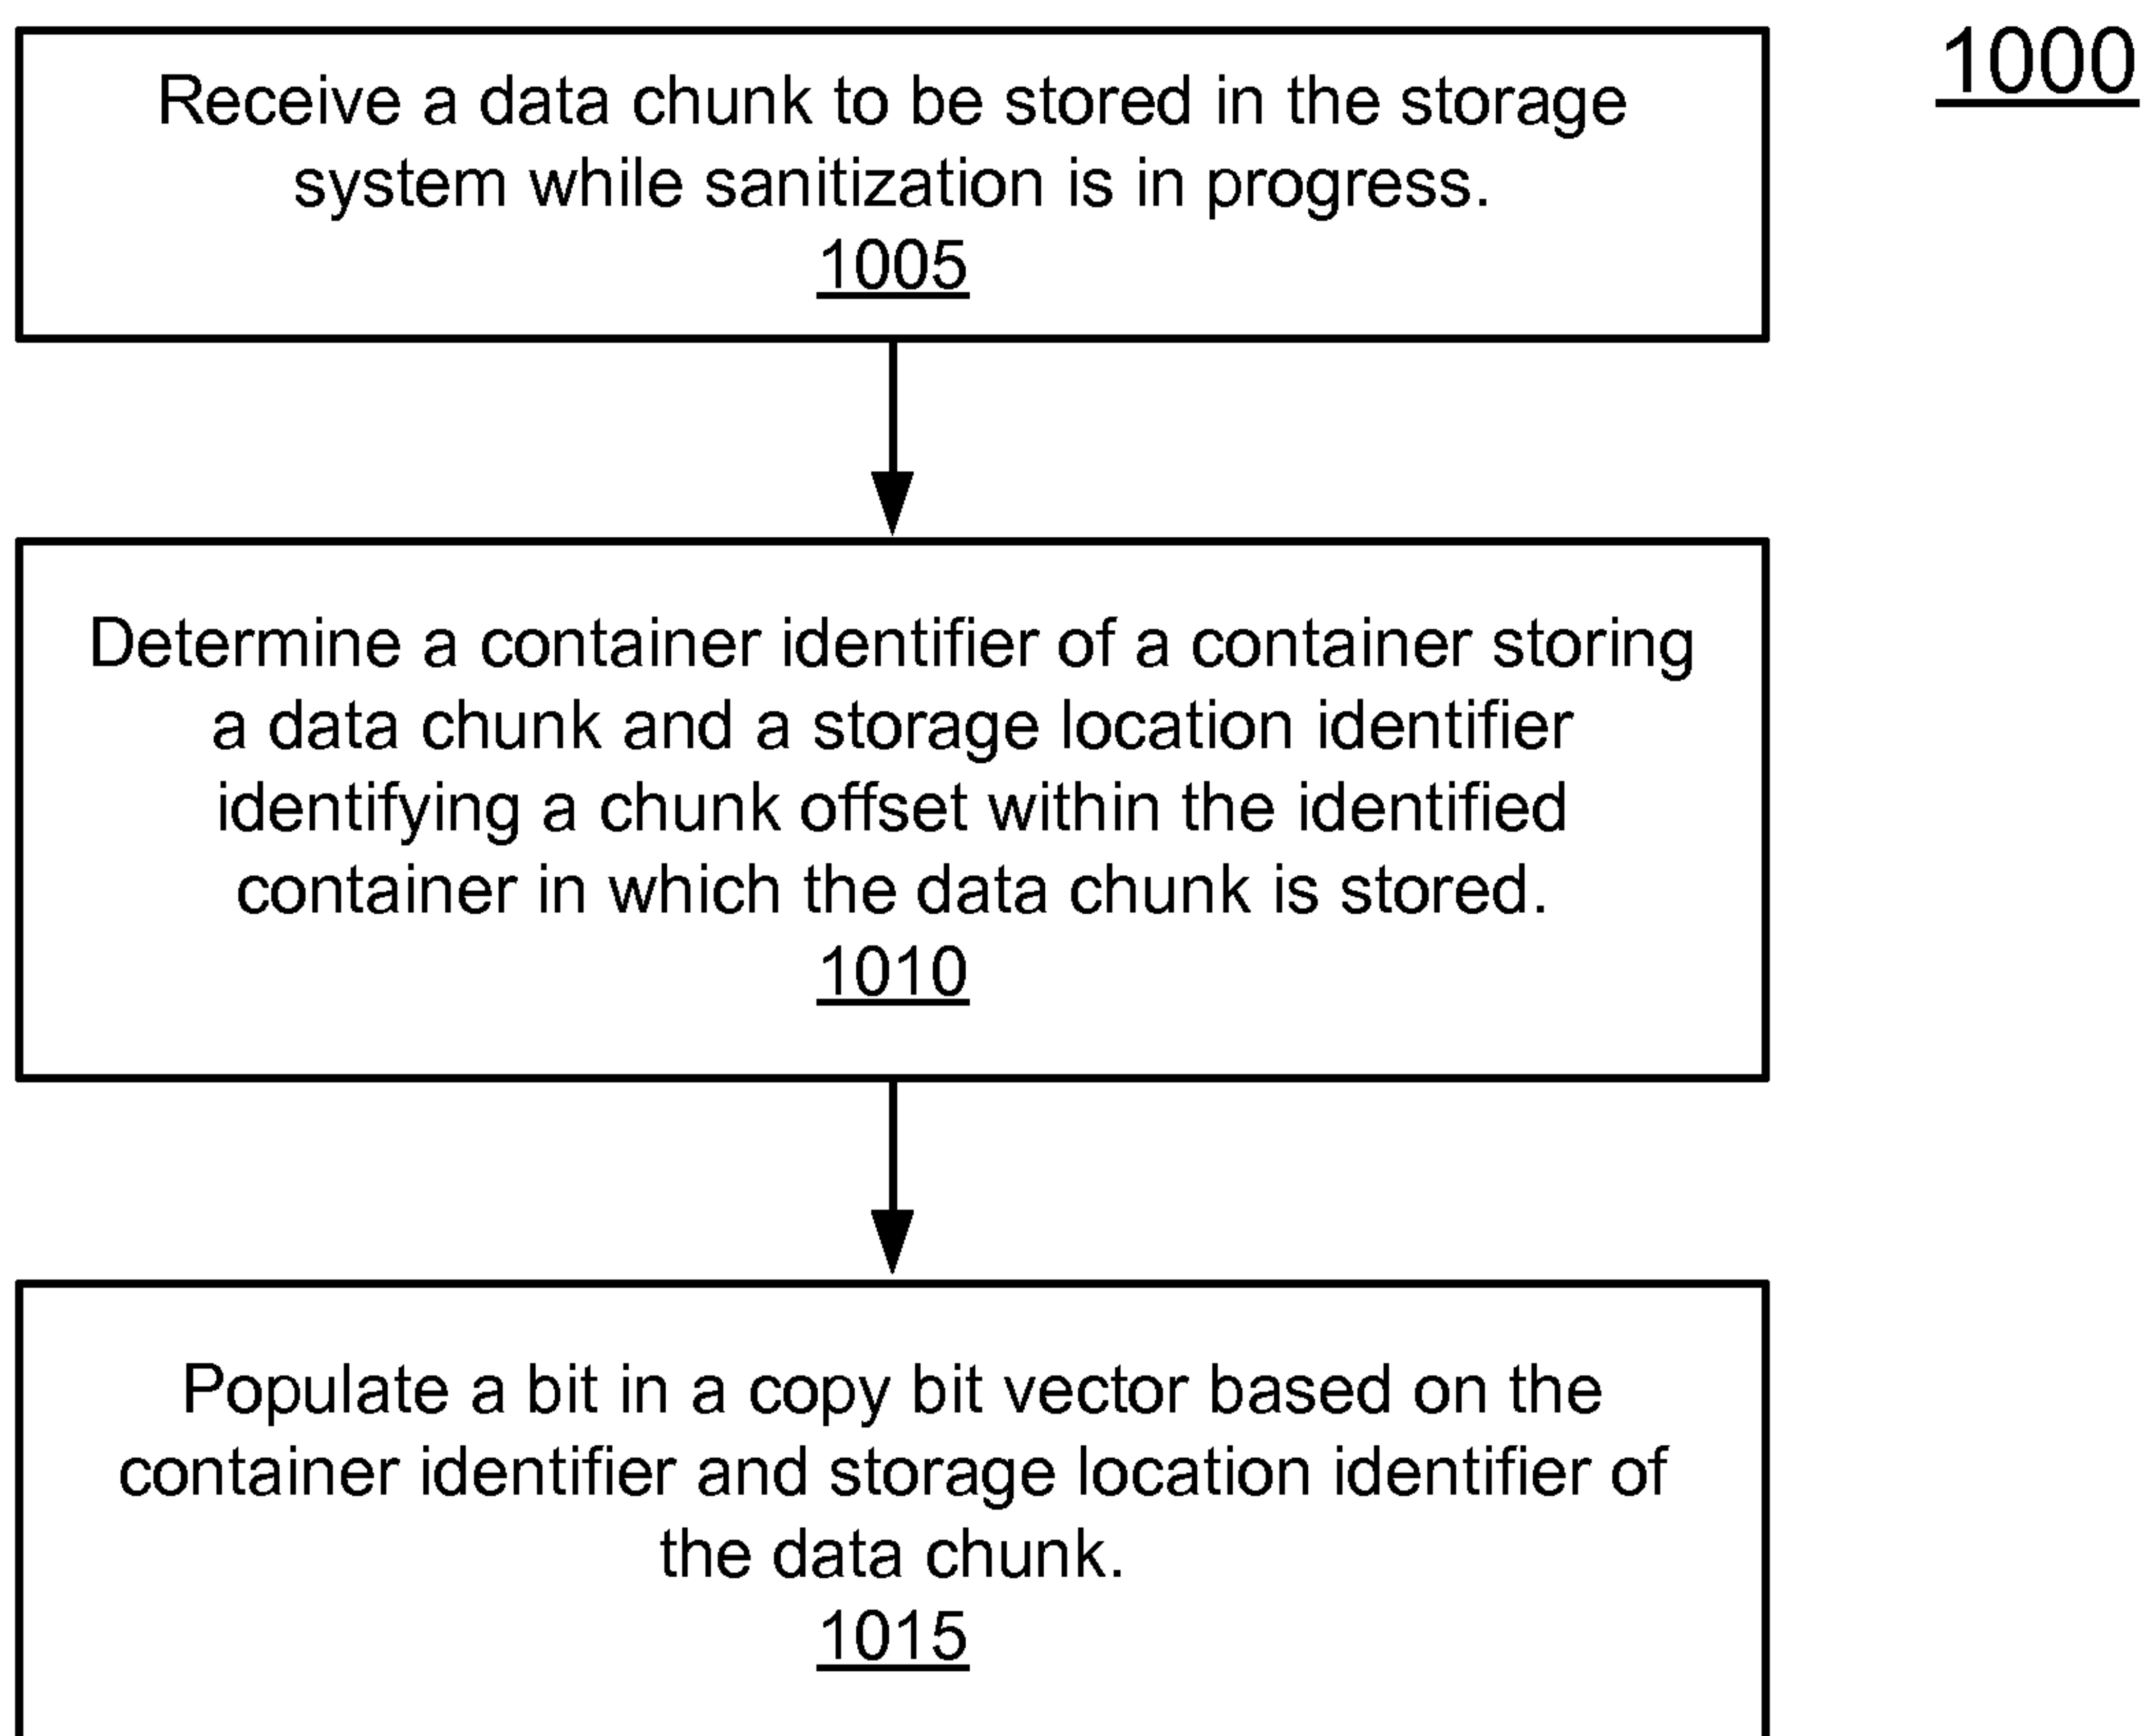 1000
Receive a data chunk to be stored in the storage
system while sanitization is in progress.
1005
Determine a container identifier of a container storing
a data chunk and a storage location identifier
identifying a chunk offset within the identified
container in which the data chunk is stored.
1010
Populate a bit in a copy bit vector based on the
container identifier and storage location identifier of
the data chunk.
1015